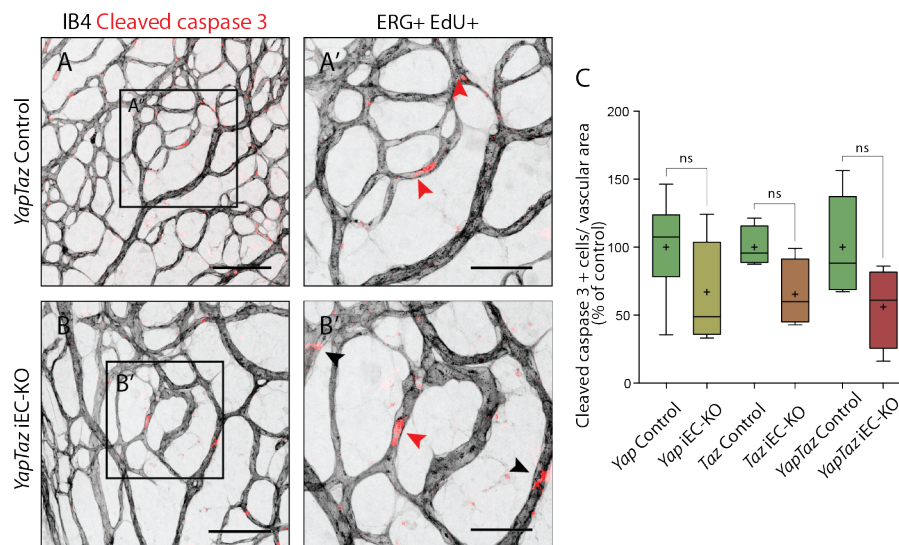 IB4 Cleaved caspase 3
ERG+ EdU+
YapTaz Control
A
A''
A'
YapTaz iEC-KO
B
B'
B'
C
Cleaved caspase 3 + cells/ vascular area
(% of control)
200
150
100
50
0
ns
ns
ns
Yap Control
Yap iEC-KO
Taz Control
Taz iEC-KO
YapTaz Control
YapTaz iEC-KO